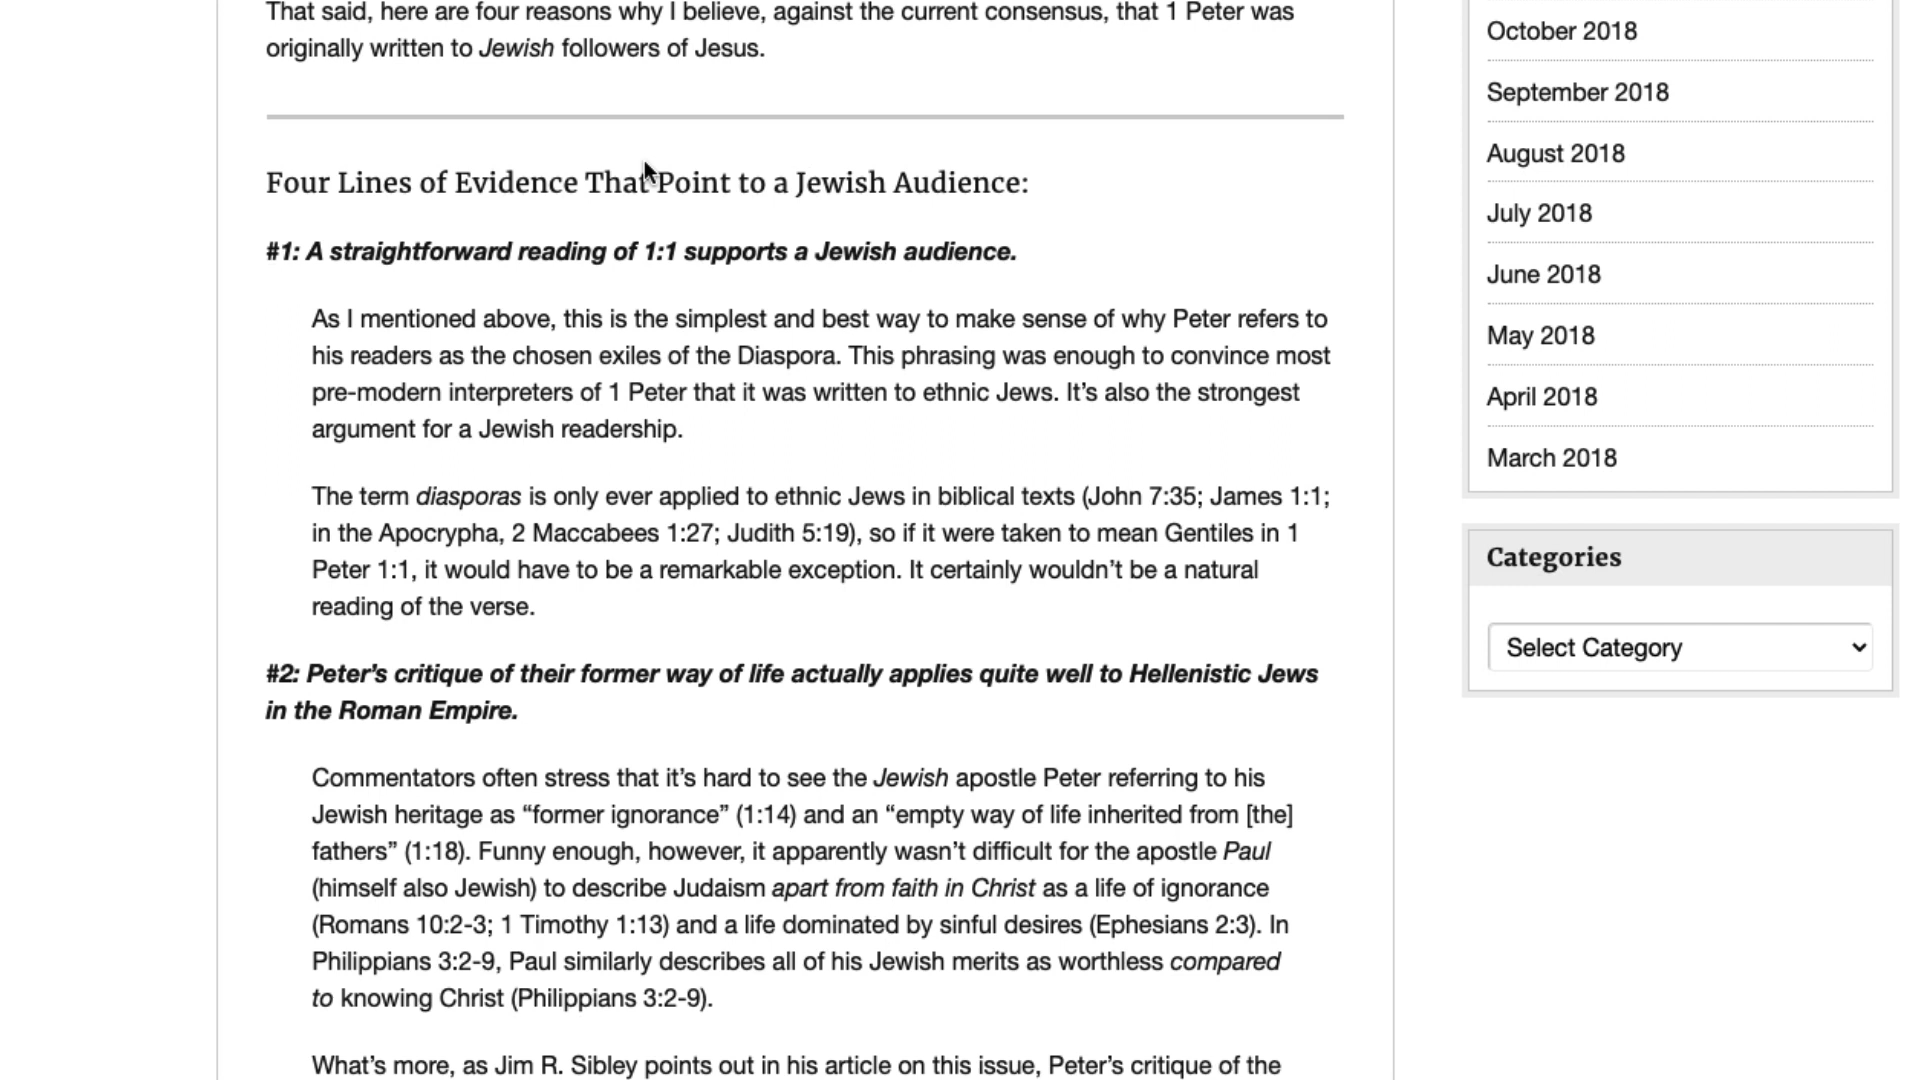 That said, here are four reasons why I believe, against the current consensus, that 1 Peter was
originally written to Jewish followers of Jesus.
Four Lines of Evidence That Point to a Jewish Audience:
#1: A straightforward reading of 1:1 supports a Jewish audience.
As I mentioned above, this is the simplest and best way to make sense of why Peter refers to
his readers as the chosen exiles of the Diaspora. This phrasing was enough to convince most
pre-modern interpreters of 1 Peter that it was written to ethnic Jews. It’s also the strongest
argument for a Jewish readership.
The term diasporas is only ever applied to ethnic Jews in biblical texts (John 7:35; James 1:1;
in the Apocrypha, 2 Maccabees 1:27; Judith 5:19), so if it were taken to mean Gentiles in 1
Peter 1:1, it would have to be a remarkable exception. It certainly wouldn’t be a natural
reading of the verse.
#2: Peter’s critique of their former way of life actually applies quite well to Hellenistic Jews
in the Roman Empire.
Commentators often stress that it’s hard to see the Jewish apostle Peter referring to his
Jewish heritage as “former ignorance” (1:14) and an “empty way of life inherited from [the]
fathers” (1:18). Funny enough, however, it apparently wasn’t difficult for the apostle Paul
(himself also Jewish) to describe Judaism apart from faith in Christ as a life of ignorance
(Romans 10:2-3; 1 Timothy 1:13) and a life dominated by sinful desires (Ephesians 2:3). In
Philippians 3:2-9, Paul similarly describes all of his Jewish merits as worthless compared
to knowing Christ (Philippians 3:2-9).
What’s more, as Jim R. Sibley points out in his article on this issue, Peter’s critique of the
October 2018
September 2018
August 2018
July 2018
June 2018
May 2018
April 2018
March 2018
Categories
Select Category